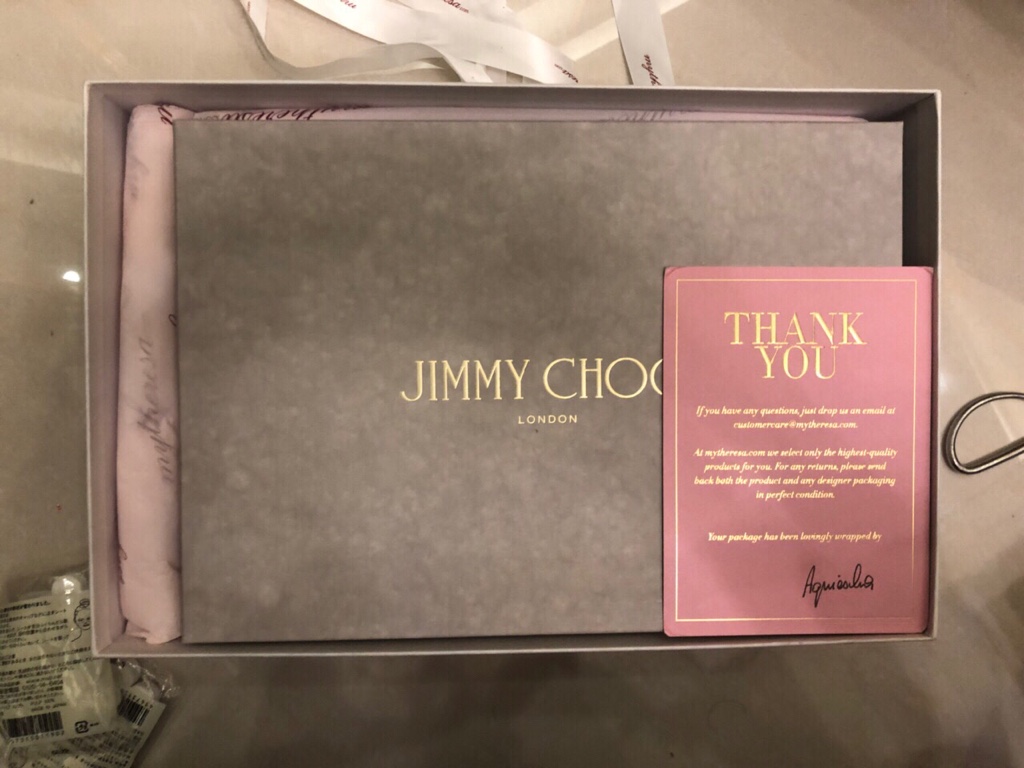 mytheresa
mytheresa
JIMMY CHOO
LONDON
THANK
YOU
If you have any questions, just drop us an email at
customercare@mytheresa.com.
At mytheresa.com we select only the highest-quality
products for you. For any returns, please send
back both the product and any designer packaging
in perfect condition.
Your package has been lovingly wrapped by